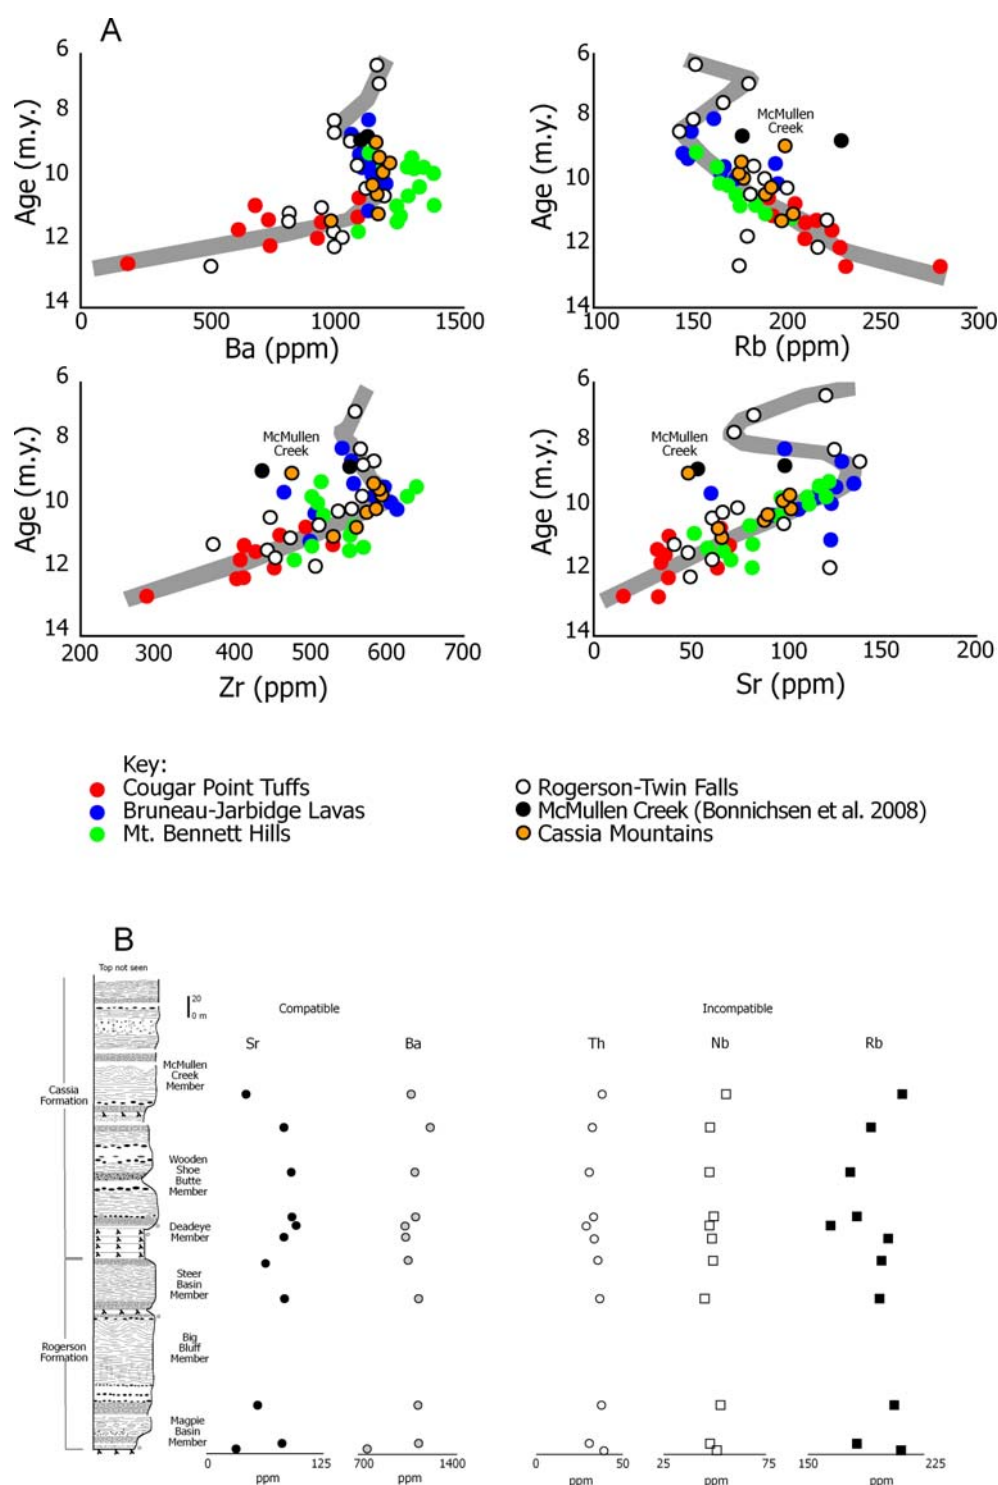 A
6
8
10
12
14
Age (m.y.)
0
500
1000
1500
Ba (ppm)
6
8
10
12
14
Age (m.y.)
McMullen
Creek
100
150
200
250
300
Rb (ppm)
6
8
10
12
14
Age (m.y.)
McMullen
Creek
200
300
400
500
600
700
Zr (ppm)
6
8
10
12
14
Age (m.y.)
McMullen
Creek
0
50
100
150
200
Sr (ppm)
Key:
Cougar Point Tuffs
Bruneau-Jarbidge Lavas
Mt. Bennett Hills
Rogerson-Twin Falls
McMullen Creek (Bonnichsen et al. 2008)
Cassia Mountains
B
Top not seen
20
0 m
Compatible
Incompatible
Sr
Ba
Th
Nb
Rb
Cassia
Formation
Rogerson
Formation
McMullen
Creek
Member
Wooden
Shoe
Butte
Member
Deadeye
Member
Steer
Basin
Member
Big
Bluff
Member
Magpie
Basin
Member
0
125
ppm
700
1400
ppm
0
50
ppm
25
75
ppm
150
225
ppm